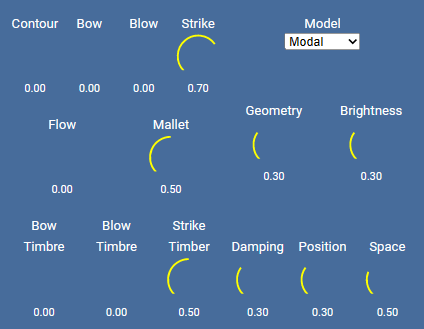 Contour Bow Blow Strike Model
Modal
0.00 0.00 0.00 0.70
Flow Mallet Geometry Brightness
0.00 0.50 0.30 0.30
Bow Blow Strike
Timbre Timbre Timber Damping Position Space
0.00 0.00 0.50 0.30 0.30 0.50